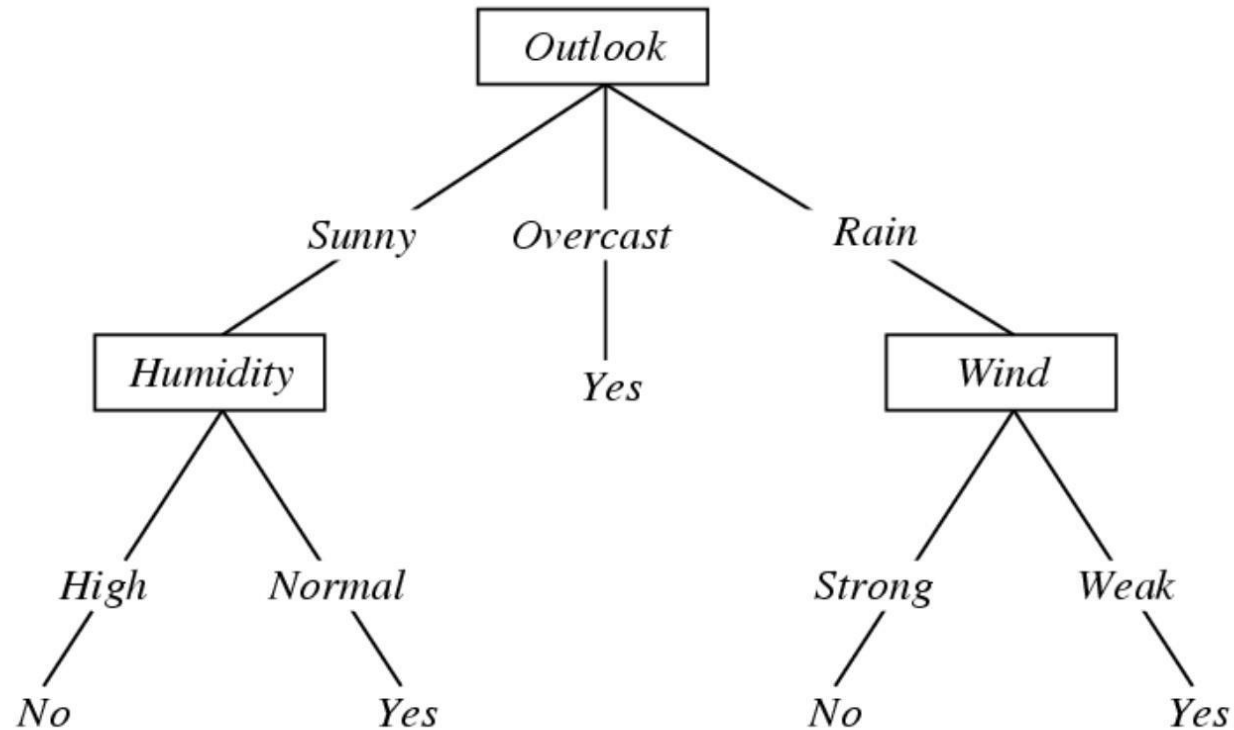 Outlook
Sunny Overcast Rain
Humidity Yes Wind
High Normal Strong Weak
No Yes No Yes